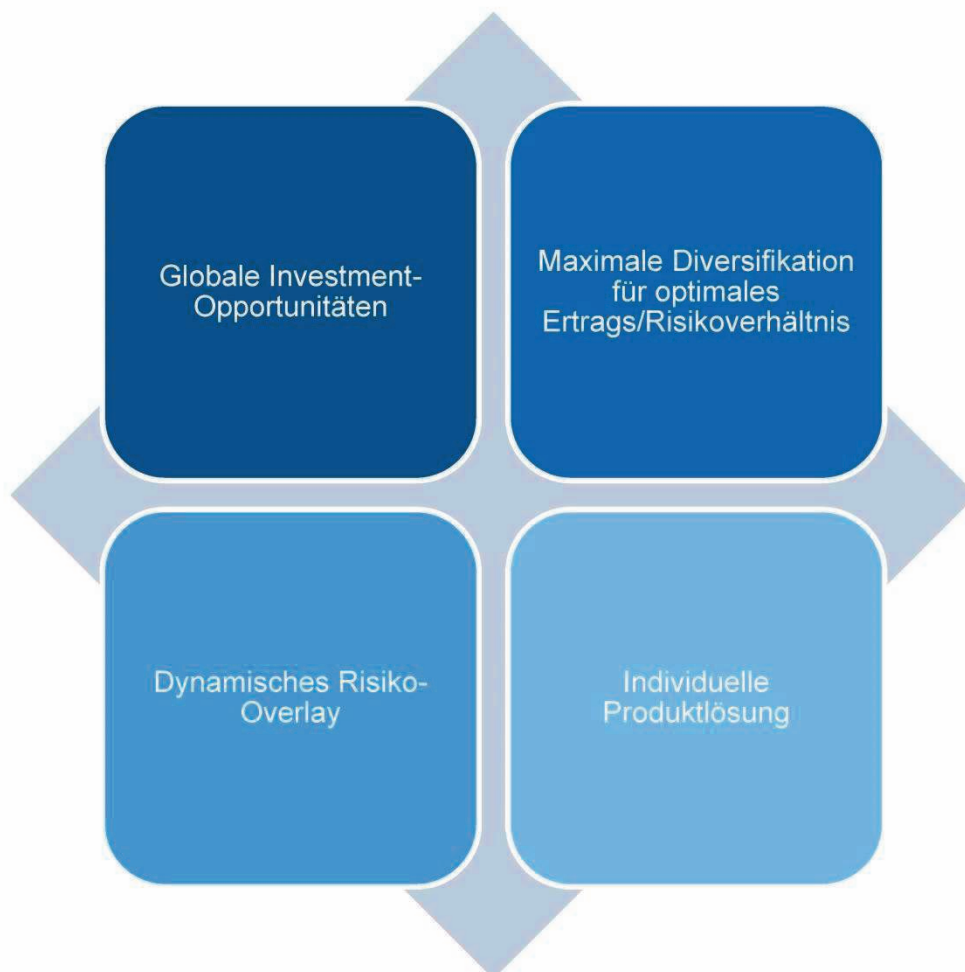 Globale Investment-
Opportunitäten
Maximale Diversifikation
für optimales
Ertrags/Risikoverhältnis
Dynamisches Risiko-
Overlay
Individuelle
Produktlösung